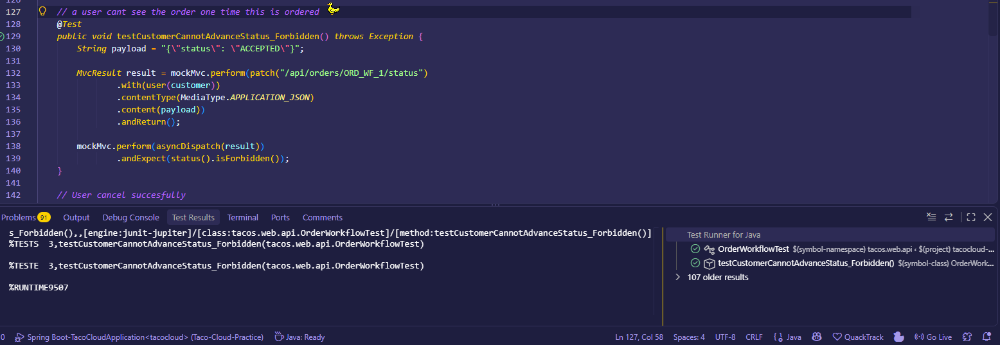 127 // a user cant see the order one time this is ordered
128 @Test
129 public void testCustomerCannotAdvanceStatus_Forbidden() throws Exception {
130 String payload = "{\"status\": \"ACCEPTED\"}";
131
132 MvcResult result = mockMvc.perform(patch("/api/orders/ORD_WF_1/status")
133 .with(user(customer))
134 .contentType(MediaType.APPLICATION_JSON)
135 .content(payload))
136 .andReturn();
137
138 mockMvc.perform(asyncDispatch(result))
139 .andExpect(status().isForbidden());
140 }
141
142 // User cancel succesfully
Problems 91 Output Debug Console Test Results Terminal Ports Comments
s_Forbidden(),,[engine:junit-jupiter]/[class:tacos.web.api.OrderWorkflowTest]/[method:testCustomerCannotAdvanceStatus_Forbidden()]
%TESTS 3,testCustomerCannotAdvanceStatus_Forbidden(tacos.web.api.OrderWorkflowTest)
%TESTE 3,testCustomerCannotAdvanceStatus_Forbidden(tacos.web.api.OrderWorkflowTest)
%RUNTIME9507
Test Runner for Java
OrderWorkflowTest $(symbol-namespace) tacos.web.api ‹ $(project) tacocloud-...
testCustomerCannotAdvanceStatus_Forbidden() $(symbol-class) OrderWork...
107 older results
0 Spring Boot-TacoCloudApplication<tacocloud> (Taco-Cloud-Practice) Java: Ready Ln 127, Col 58 Spaces: 4 UTF-8 CRLF Java QuackTrack Go Live